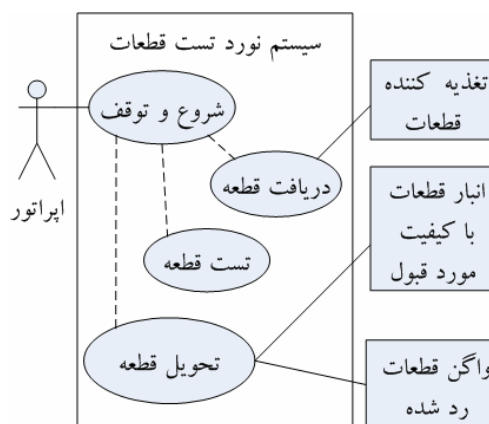 سیستم نورد تست قطعات
شروع و توقف
اپراتور
دریافت قطعه
تست قطعه
تحویل قطعه
تغذیه کننده
قطعات
انبار قطعات
با کیفیت
مورد قبول
واگن قطعات
رد شده